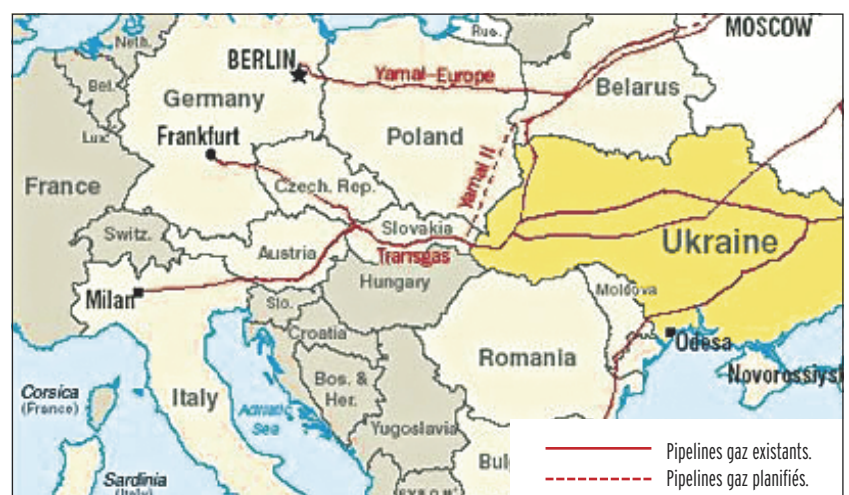 MOSCOW
Rus.
Neth.
BERLIN
Yamal-Europe
Belarus
Bel.
Germany
Poland
Lux.
Frankfurt
Yamal II
France
Czech. Rep.
Slovakia
Ukraine
Switz.
Austria
Transgas
Hungary
Moldova
Milan
Slo.
Croatia
Odesa
Romania
Novorossiysk
Corsica
(France)
Italy
Bos. &
Her.
Adriatic
Sea
Yugoslavia
Pipelines gaz existants.
Pipelines gaz planifiés.
Sardinia
(Italy)